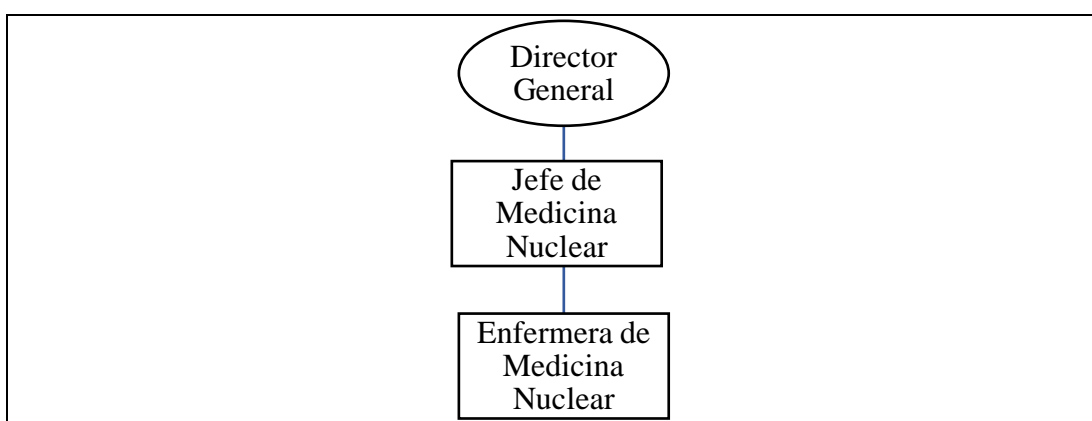 Director
General
Jefe de
Medicina
Nuclear
Enfermera de
Medicina
Nuclear